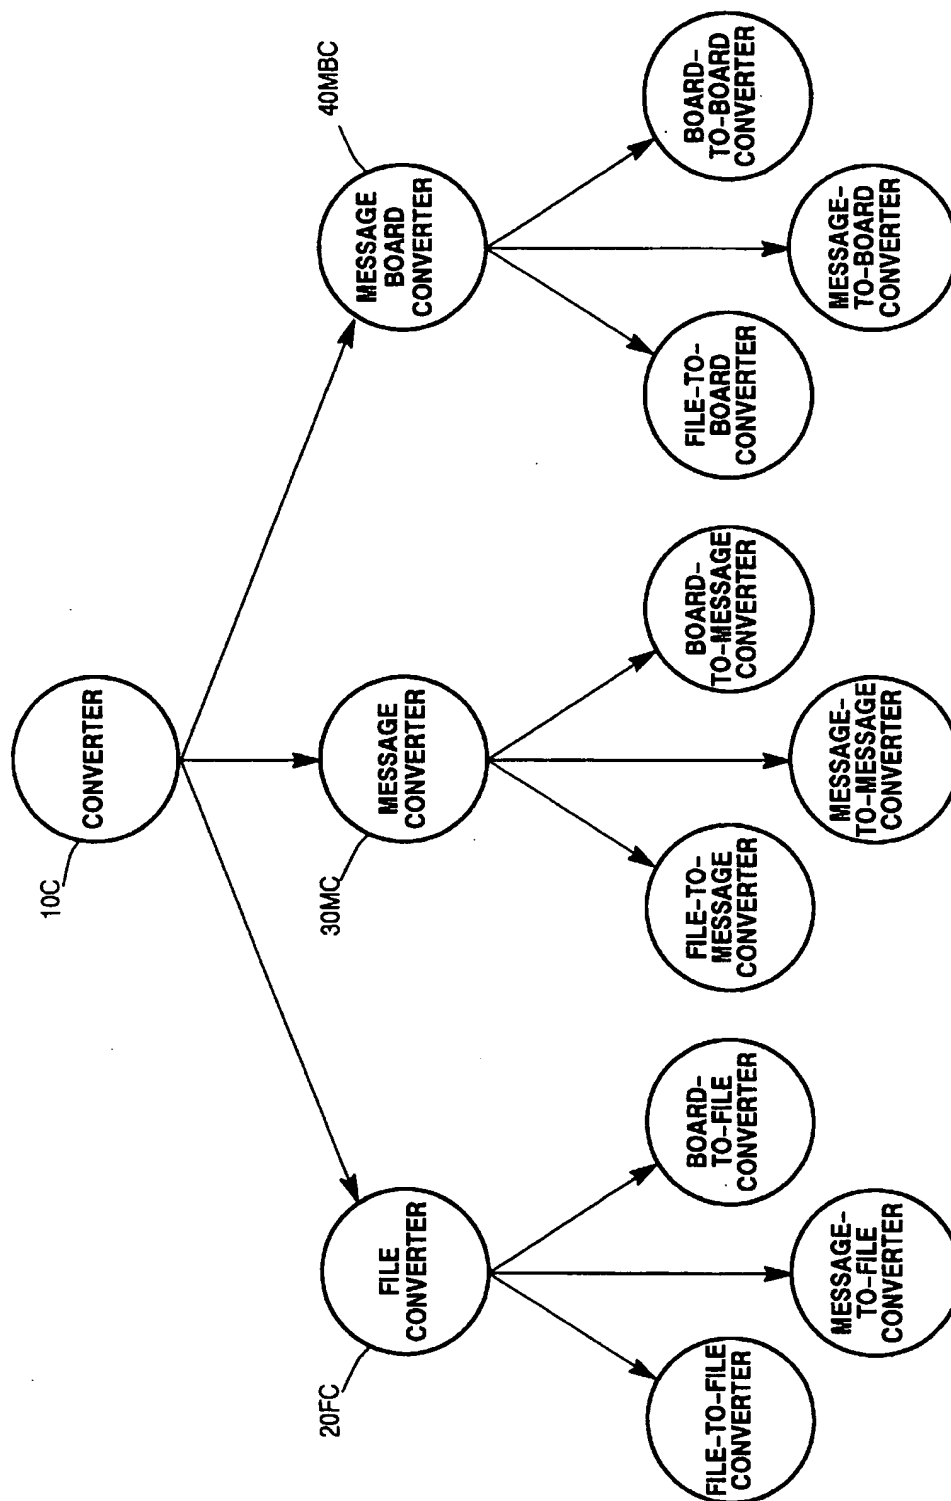 10C
CONVERTER
20FC
FILE
CONVERTER
30MC
MESSAGE
CONVERTER
40MBC
MESSAGE
BOARD
CONVERTER
FILE-TO-FILE
CONVERTER
MESSAGE-
TO-FILE
CONVERTER
BOARD-
TO-FILE
CONVERTER
FILE-TO-
MESSAGE
CONVERTER
MESSAGE-
TO-MESSAGE
CONVERTER
BOARD-
TO-MESSAGE
CONVERTER
FILE-TO-
BOARD
CONVERTER
MESSAGE-
TO-BOARD
CONVERTER
BOARD-
TO-BOARD
CONVERTER